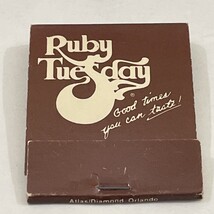 Ruby
Tuesday®
Good times
you can taste!
Atlas/Diamond, Orlando